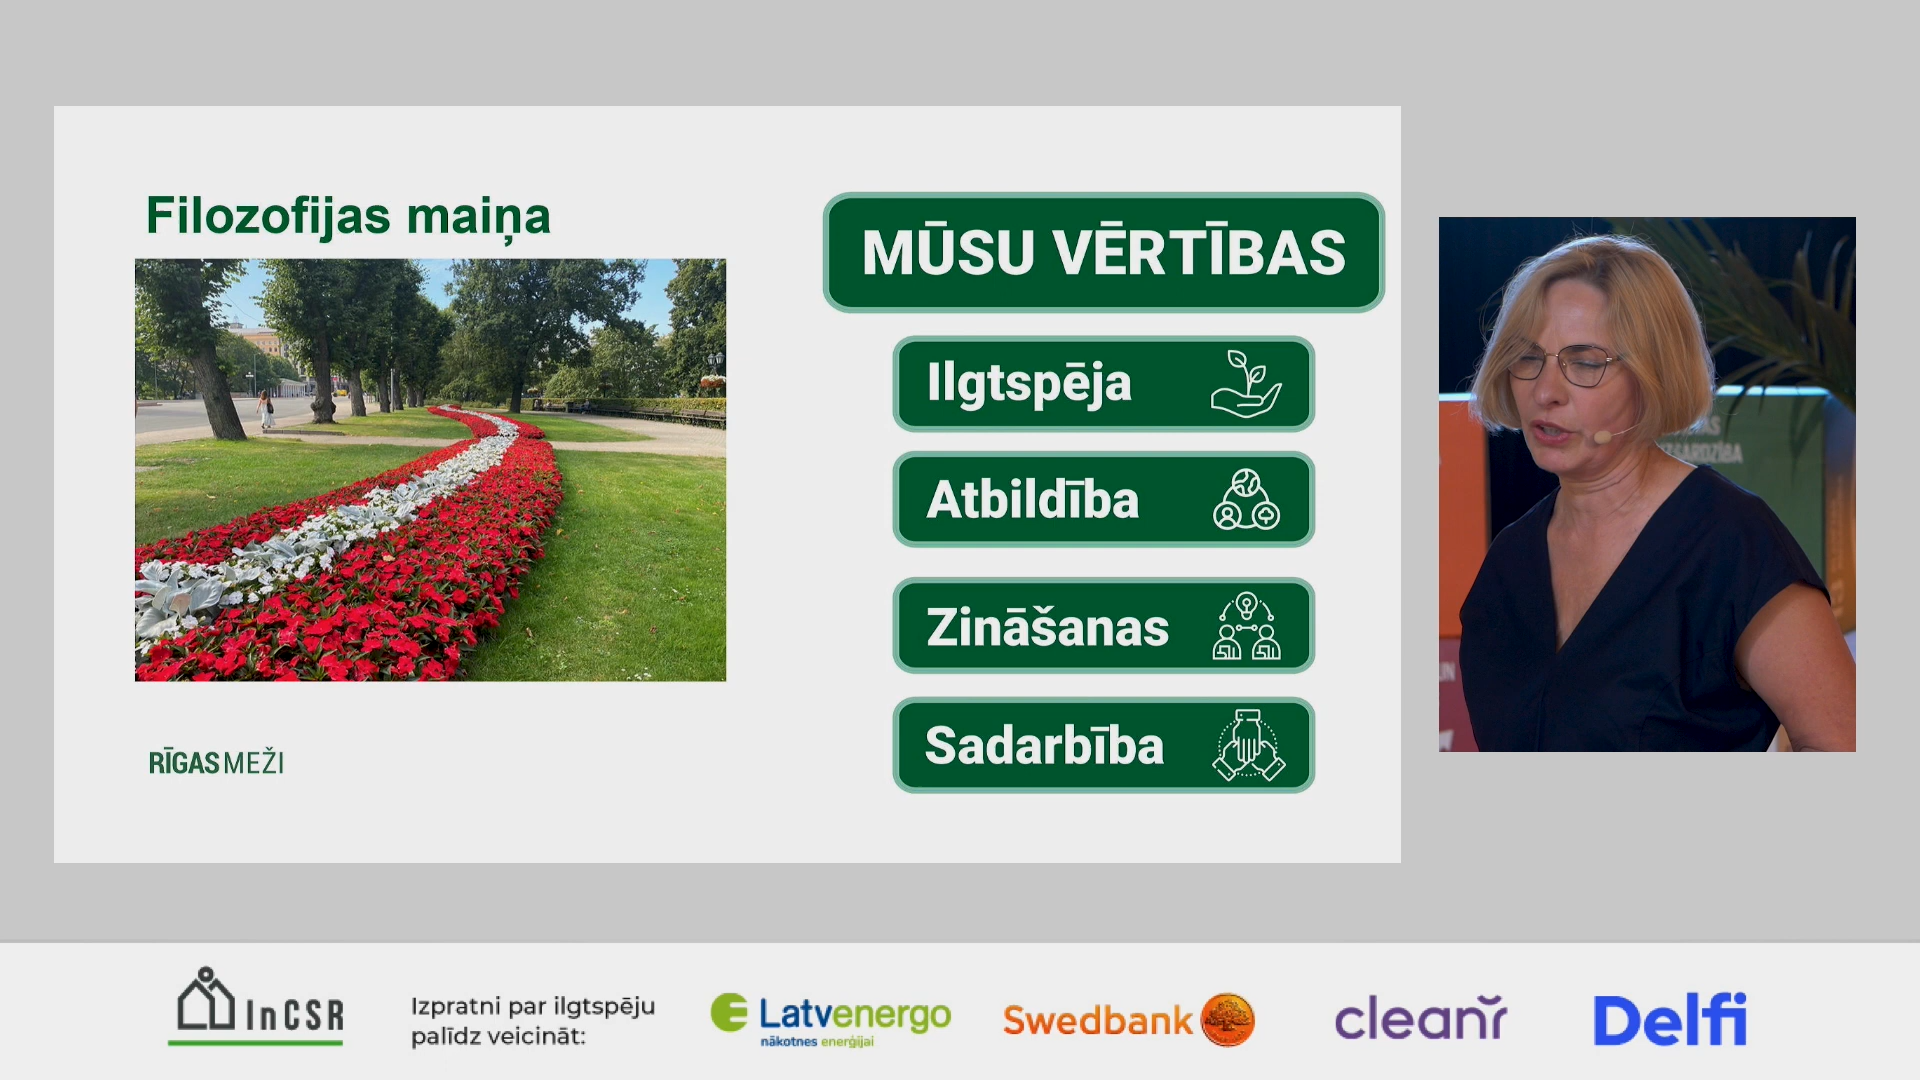 Filozofijas maiņa
MŪSU VĒRTĪBAS
Ilgtspēja
Atbildība
Zināšanas
Sadarbība
RĪGAS MEŽI
InCSR
Izpratni par ilgtspēju
palīdz veicināt:
Latvenergo
nākotnes enerģijai
Swedbank
cleanr
Delfi